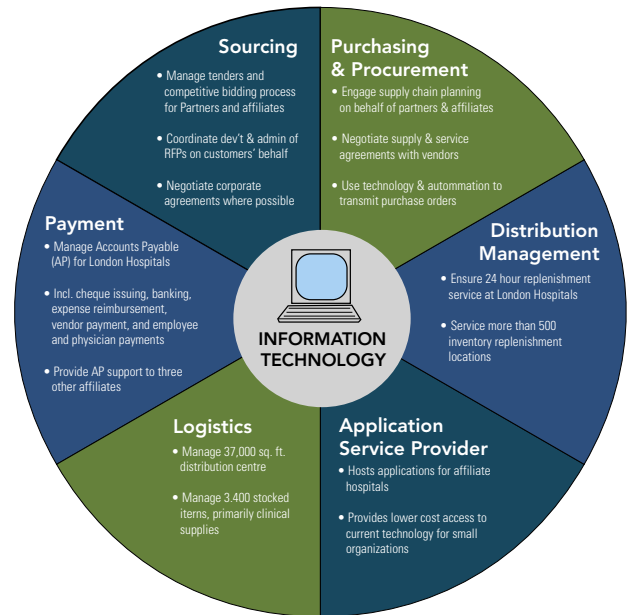 Sourcing
• Manage tenders and
competitive bidding process
for Partners and affiliates
• Coordinate dev't & admin of
RFPs on customers' behalf
• Negotiate corporate
agreements where possible
Purchasing
& Procurement
• Engage supply chain planning
on behalf of partners & affiliates
• Negotiate supply & service
agreements with vendors
• Use technology & automation to
transmit purchase orders
Distribution
Management
• Ensure 24 hour replenishment
service at London Hospitals
• Service more than 500
inventory replenishment
locations
Application
Service Provider
• Hosts applications for affiliate
hospitals
• Provides lower cost access to
current technology for small
organizations
Logistics
• Manage 37,000 sq. ft.
distribution centre
• Manage 3.400 stocked
items, primarily clinical
supplies
Payment
• Manage Accounts Payable
(AP) for London Hospitals
• Incl. cheque issuing, banking,
expense reimbursement,
vendor payment, and employee
and physician payments
• Provide AP support to three
other affiliates
INFORMATION
TECHNOLOGY